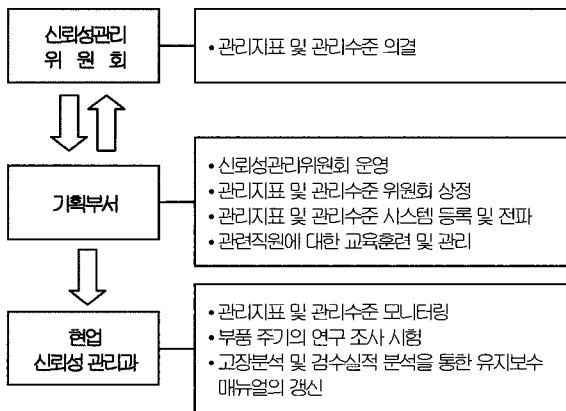 신뢰성관리
위 원 회
• 관리지표 및 관리수준 의결
기획부서
• 신뢰성관리위원회 운영
• 관리지표 및 관리수준 위원회 상정
• 관리지표 및 관리수준 시스템 등록 및 전파
• 관련직원에 대한 교육훈련 및 관리
현업
신뢰성 관리과
• 관리지표 및 관리수준 모니터링
• 부품 주기의 연구 조사 시험
• 고장분석 및 검수실적 분석을 통한 유지보수
매뉴얼의 갱신